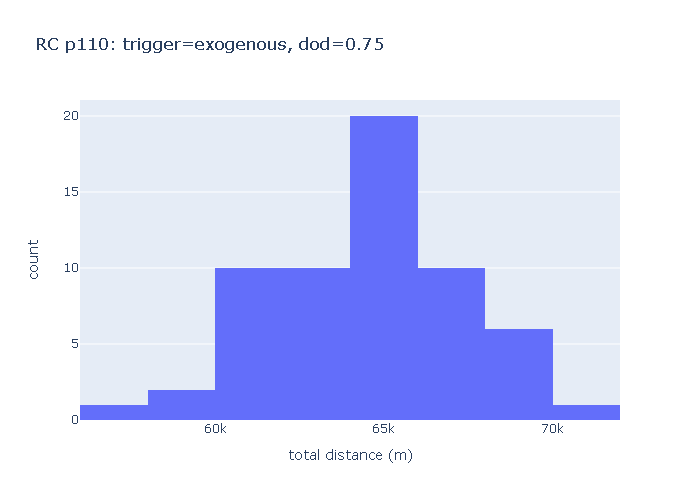 RC p110: trigger=exogenous, dod=0.75
20
15
10
5
0
count
60k
65k
70k
total distance (m)